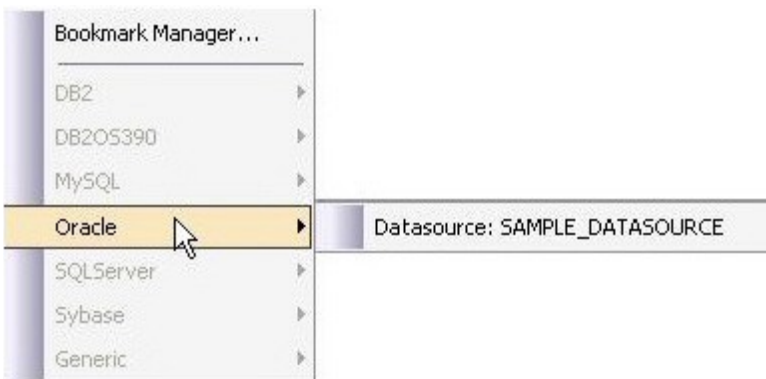 Bookmark Manager...
DB2
DB2OS390
MySQL
Oracle
Datasource: SAMPLE_DATASOURCE
SQLServer
Sybase
Generic